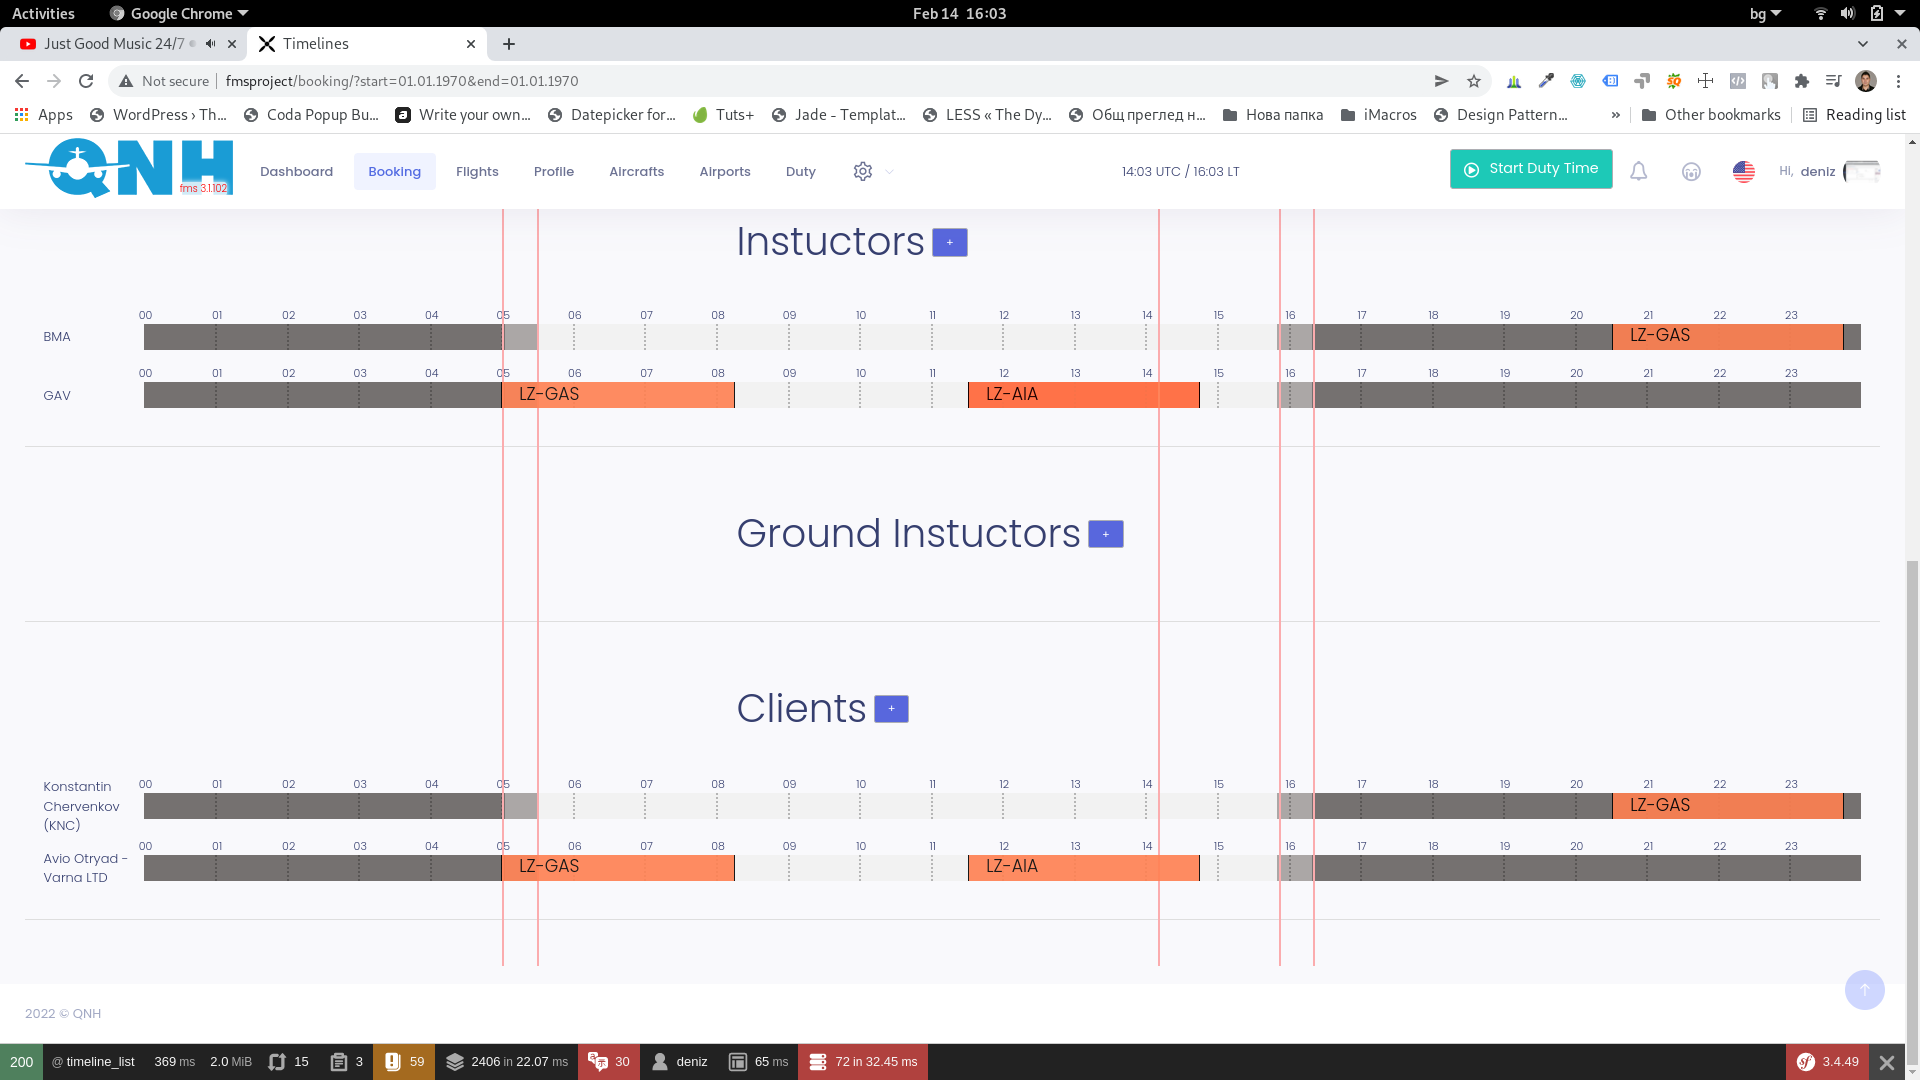 Activities Google Chrome Feb 14 16:03 bg
Just Good Music 24/7 Timelines
Not secure fmsproject/booking/?start=01.01.1970&end=01.01.1970
Apps WordPress › Th... Coda Popup Bu... Write your own... Datepicker for... Tuts+ Jade - Templat... LESS « The Dy... Общ преглед н... Нова папка iMacros Design Pattern... » Other bookmarks Reading list
QNH fms 3.1.102 Dashboard Booking Flights Profile Aircrafts Airports Duty 14:03 UTC / 16:03 LT Start Duty Time Hi, deniz
Instuctors +
00 01 02 03 04 05 06 07 08 09 10 11 12 13 14 15 16 17 18 19 20 21 22 23
BMA LZ-GAS
00 01 02 03 04 05 06 07 08 09 10 11 12 13 14 15 16 17 18 19 20 21 22 23
GAV LZ-GAS LZ-AIA
Ground Instuctors +
Clients +
00 01 02 03 04 05 06 07 08 09 10 11 12 13 14 15 16 17 18 19 20 21 22 23
Konstantin
Chervenkov
(KNC)
LZ-GAS
00 01 02 03 04 05 06 07 08 09 10 11 12 13 14 15 16 17 18 19 20 21 22 23
Avio Otryad -
Varna LTD
LZ-GAS LZ-AIA
2022 © QNH
200 @ timeline_list 369 ms 2.0 MiB 15 3 59 2406 in 22.07 ms 30 deniz 65 ms 72 in 32.45 ms 3.4.49